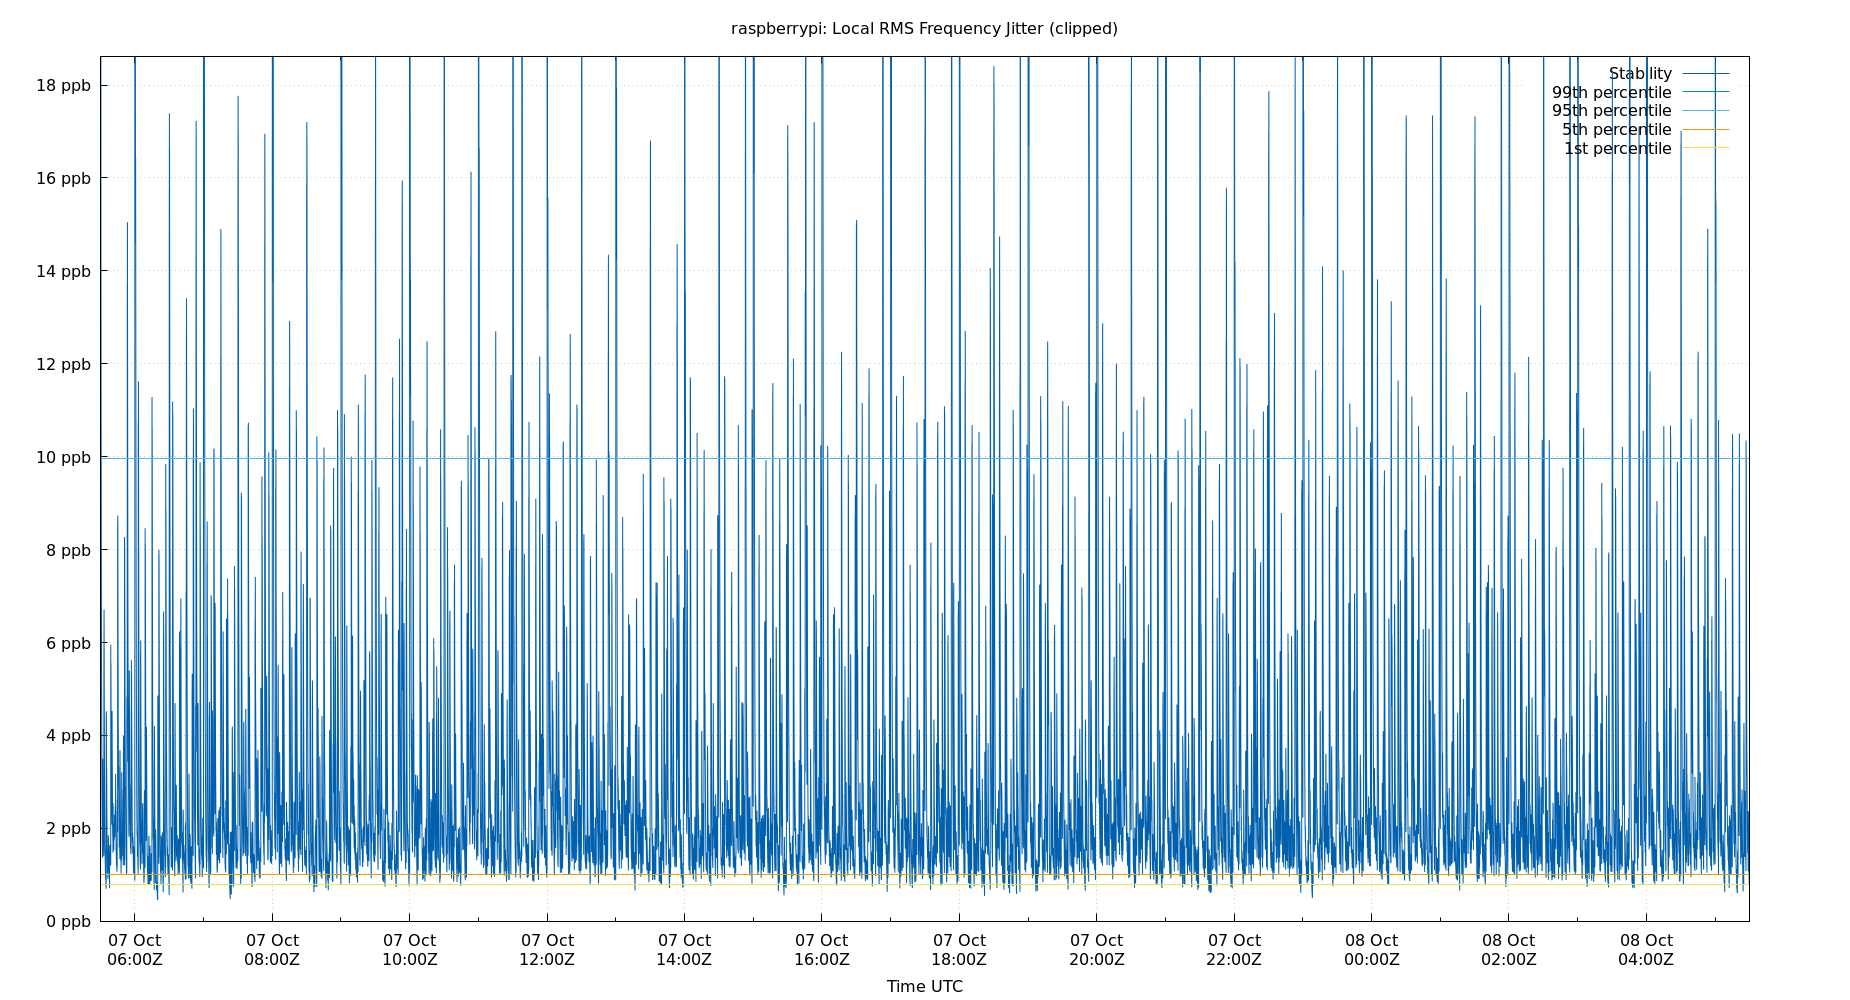 raspberrypi: Local RMS Frequency Jitter (clipped)
Stability
99th percentile
95th percentile
5th percentile
1st percentile
18 ppb
16 ppb
14 ppb
12 ppb
10 ppb
8 ppb
6 ppb
4 ppb
2 ppb
0 ppb
07 Oct 07 Oct 07 Oct 07 Oct 07 Oct 07 Oct 07 Oct 07 Oct 07 Oct 08 Oct 08 Oct 08 Oct
06:00Z 08:00Z 10:00Z 12:00Z 14:00Z 16:00Z 18:00Z 20:00Z 22:00Z 00:00Z 02:00Z 04:00Z
Time UTC